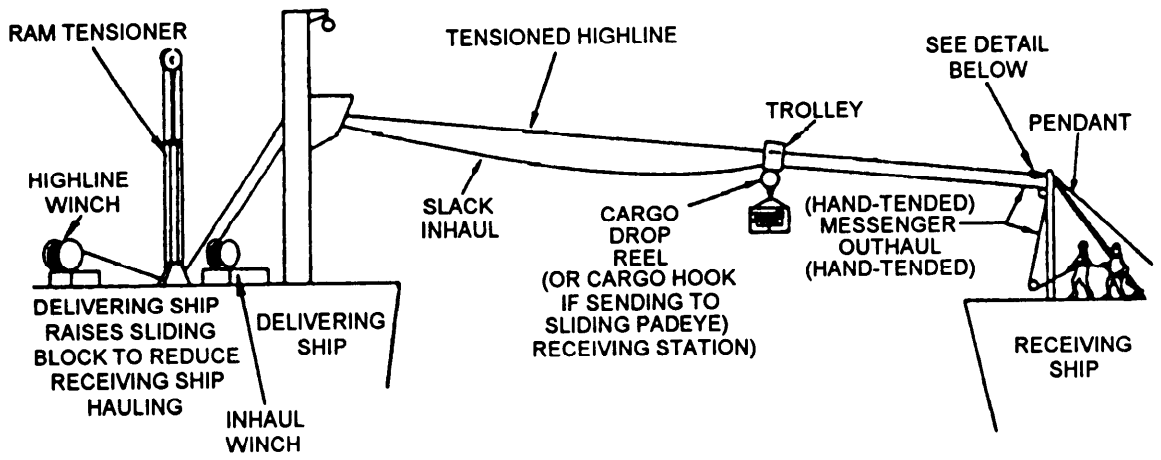 RAM TENSIONER
TENSIONED HIGHLINE
SEE DETAIL
BELOW
TROLLEY
PENDANT
HIGHLINE
WINCH
SLACK
INHAUL
CARGO
DROP
REEL
(OR CARGO HOOK
IF SENDING TO
SLIDING PADEYE)
RECEIVING STATION)
(HAND-TENDED)
MESSENGER
OUTHAUL
(HAND-TENDED)
DELIVERING SHIP
RAISES SLIDING
BLOCK TO REDUCE
RECEIVING SHIP
HAULING
DELIVERING
SHIP
INHAUL
WINCH
RECEIVING
SHIP